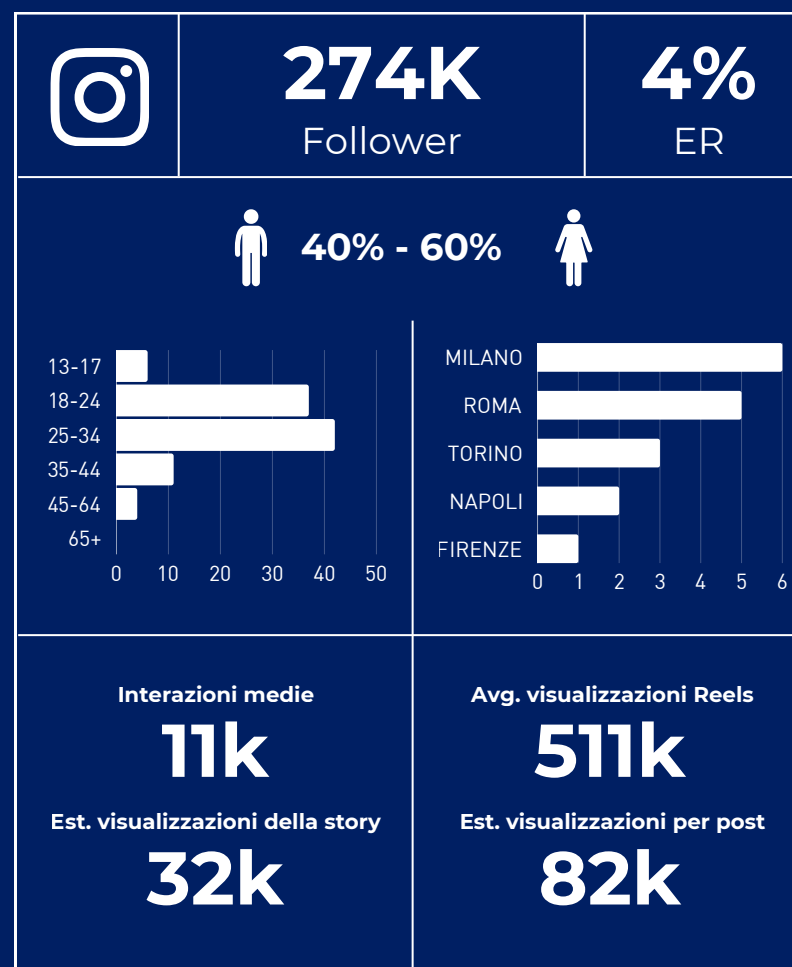 274K
Follower
4%
ER
40% - 60%
13-17
18-24
25-34
35-44
45-64
65+
0 10 20 30 40 50
MILANO
ROMA
TORINO
NAPOLI
FIRENZE
0 1 2 3 4 5 6
Interazioni medie
11k
Est. visualizzazioni della story
32k
Avg. visualizzazioni Reels
511k
Est. visualizzazioni per post
82k